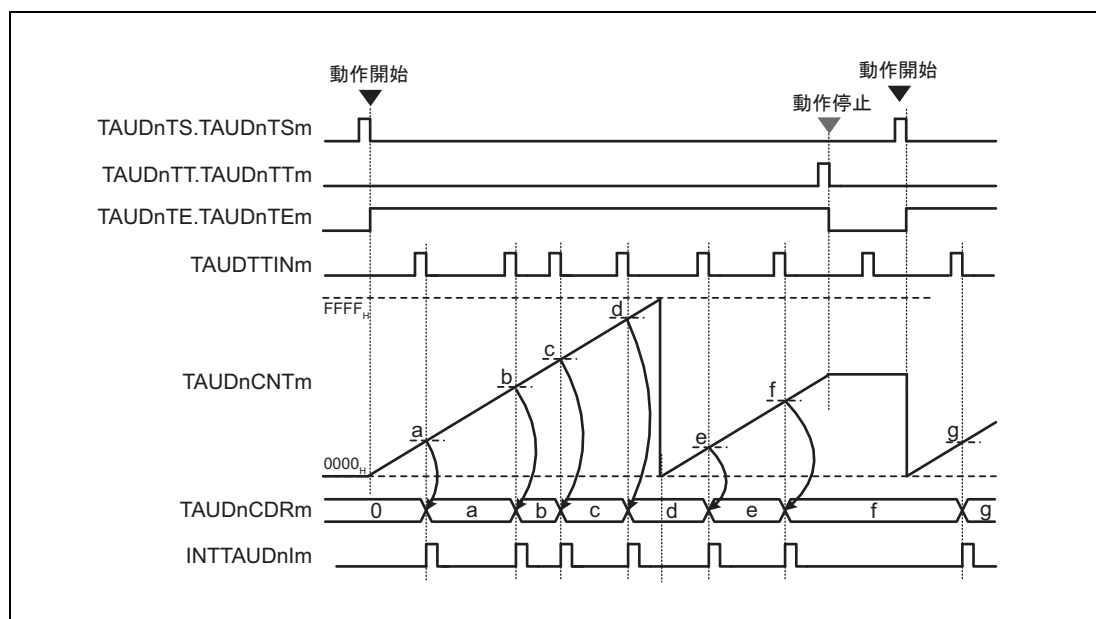 動作開始
動作開始
動作停止
TAUDnTS.TAUDnTSm
TAUDnTT.TAUDnTTm
TAUDnTE.TAUDnTEm
TAUDTTINm
FFFFH
d
c
b
f
TAUDnCNTm
a
e
g
0000H
TAUDnCDRm
0 a b c d e f g
INTTAUDnIm